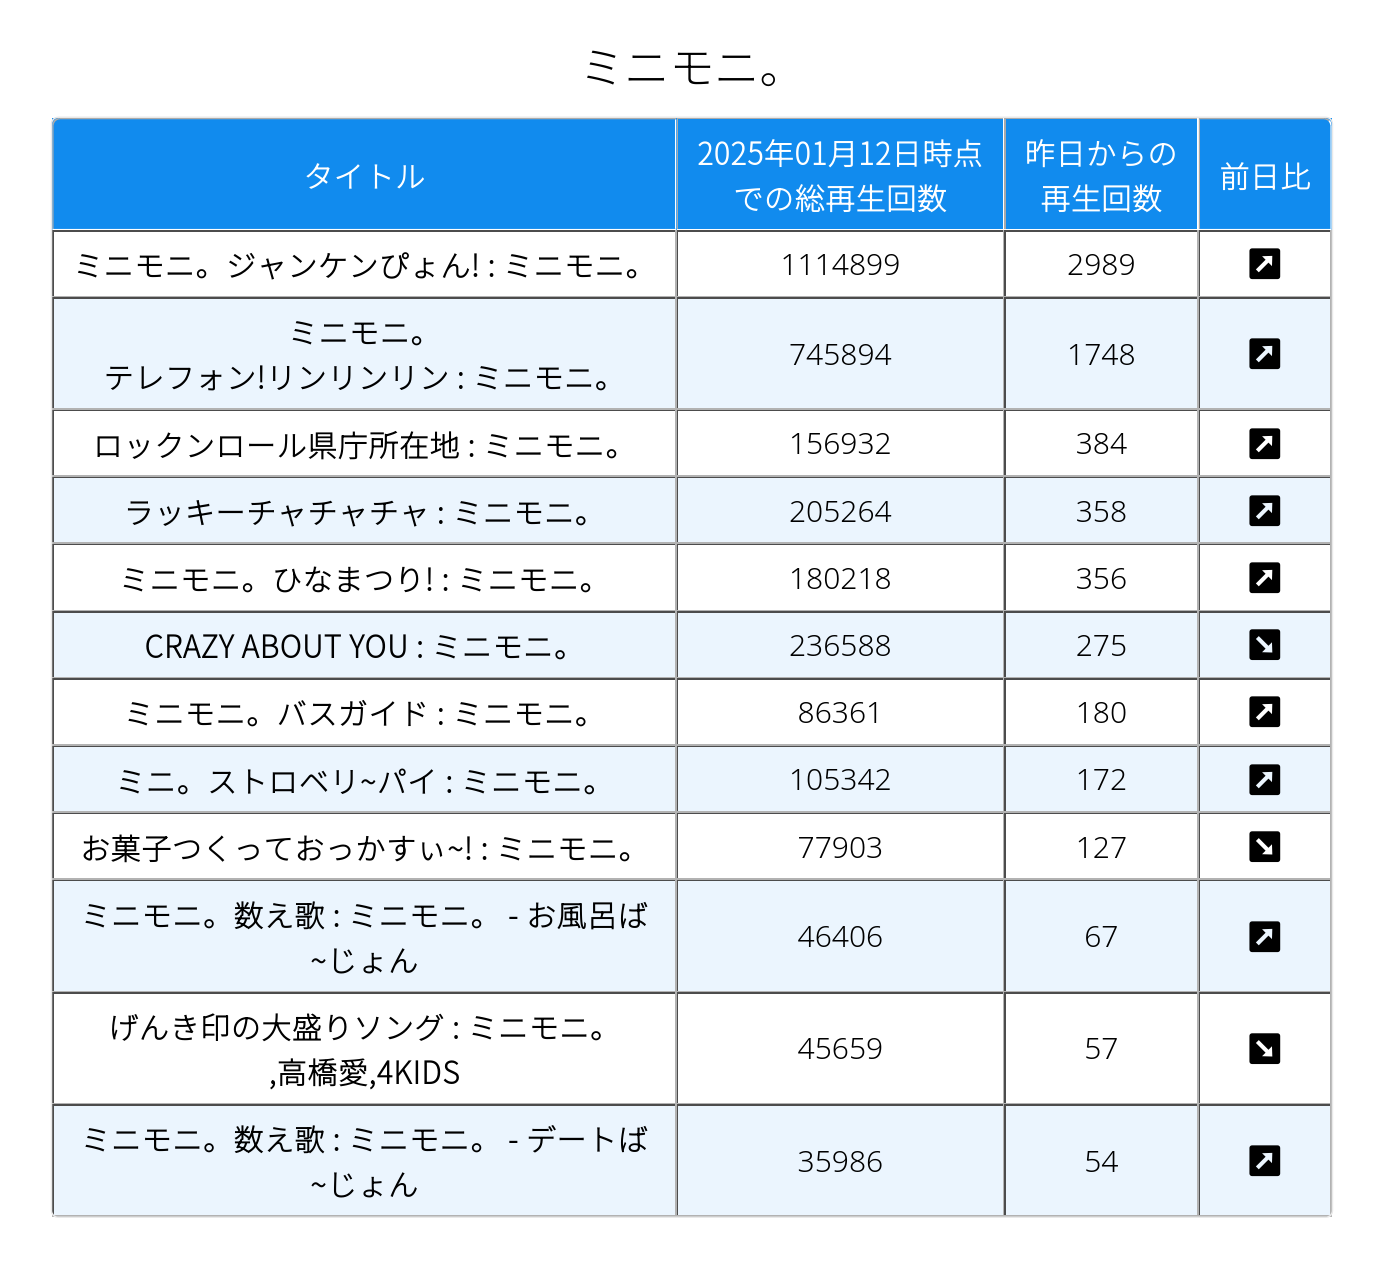 ミニモニ。
タイトル
2025年01月12日時点
での総再生回数
昨日からの
再生回数
前日比
ミニモニ。ジャンケンぴょん! : ミニモニ。
1114899
2989
ミニモニ。
テレフォン!リンリンリン : ミニモニ。
745894
1748
ロックンロール県庁所在地 : ミニモニ。
156932
384
ラッキーチャチャチャ : ミニモニ。
205264
358
ミニモニ。ひなまつり! : ミニモニ。
180218
356
CRAZY ABOUT YOU : ミニモニ。
236588
275
ミニモニ。バスガイド : ミニモニ。
86361
180
ミニ。ストロベリ~パイ : ミニモニ。
105342
172
お菓子つくっておっかすぃ~! : ミニモニ。
77903
127
ミニモニ。数え歌 : ミニモニ。 - お風呂ば
~じょん
46406
67
げんき印の大盛りソング : ミニモニ。
,高橋愛,4KIDS
45659
57
ミニモニ。数え歌 : ミニモニ。 - デートば
~じょん
35986
54